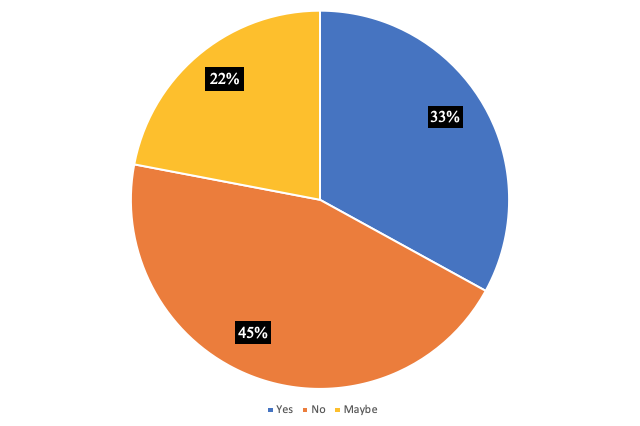 22%
33%
45%
Yes No Maybe